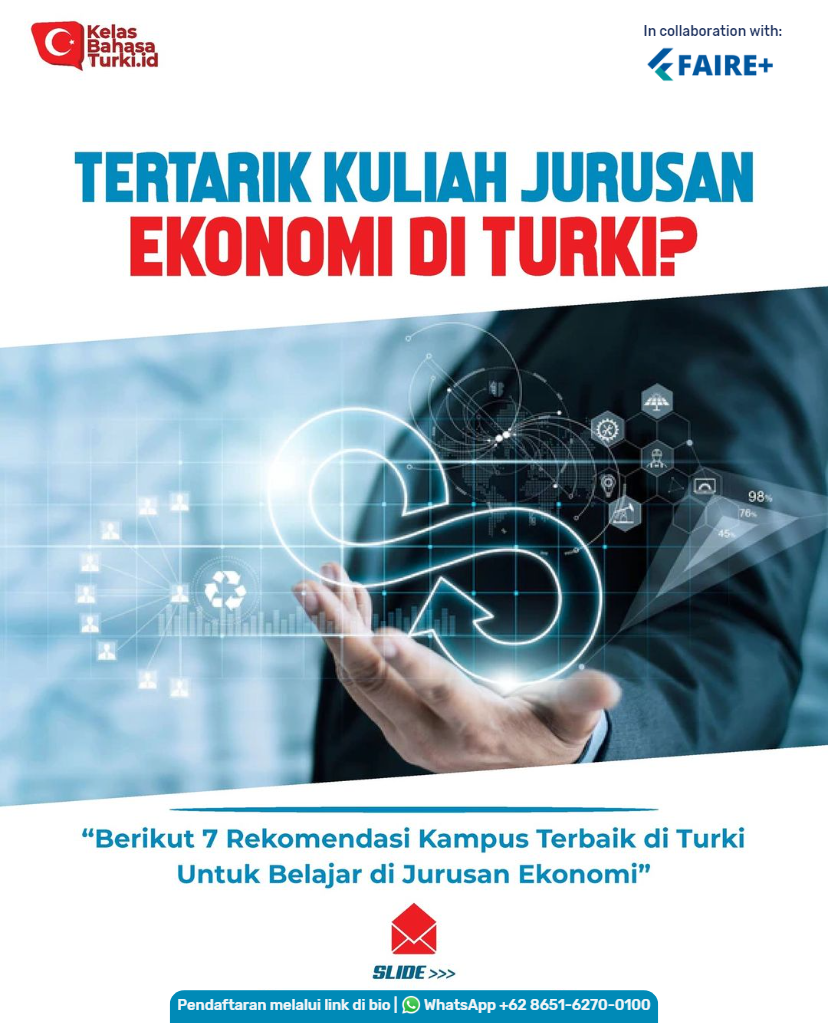 Kelas
Bahasa
Turki.id
In collaboration with:
FAIRE+
TERTARIK KULIAH JURUSAN
EKONOMI DI TURKI?
98%
76%
45%
“Berikut 7 Rekomendasi Kampus Terbaik di Turki
Untuk Belajar di Jurusan Ekonomi”
SLIDE >>>
Pendaftaran melalui link di bio | WhatsApp +62 8651-6270-0100